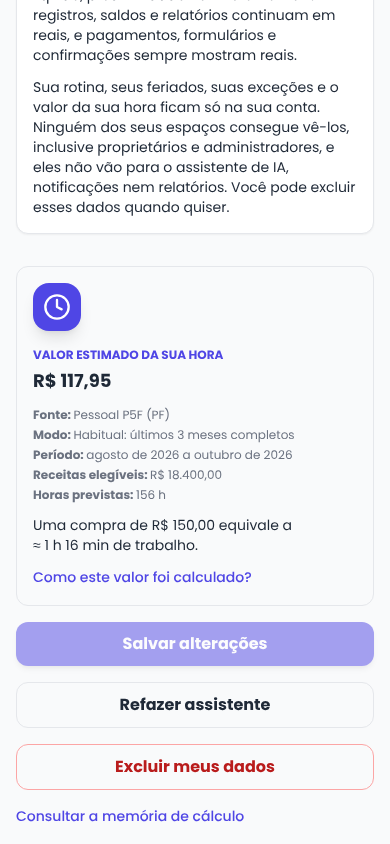 registros, saldos e relatórios continuam em
reais, e pagamentos, formulários e
confirmações sempre mostram reais.
Sua rotina, seus feriados, suas exceções e o
valor da sua hora ficam só na sua conta.
Ninguém dos seus espaços consegue vê-los,
inclusive proprietários e administradores, e
eles não vão para o assistente de IA,
notificações nem relatórios. Você pode excluir
esses dados quando quiser.
VALOR ESTIMADO DA SUA HORA
R$ 117,95
Fonte: Pessoal P5F (PF)
Modo: Habitual: últimos 3 meses completos
Período: agosto de 2026 a outubro de 2026
Receitas elegíveis: R$ 18.400,00
Horas previstas: 156 h
Uma compra de R$ 150,00 equivale a
≈ 1 h 16 min de trabalho.
Como este valor foi calculado?
Salvar alterações
Refazer assistente
Excluir meus dados
Consultar a memória de cálculo